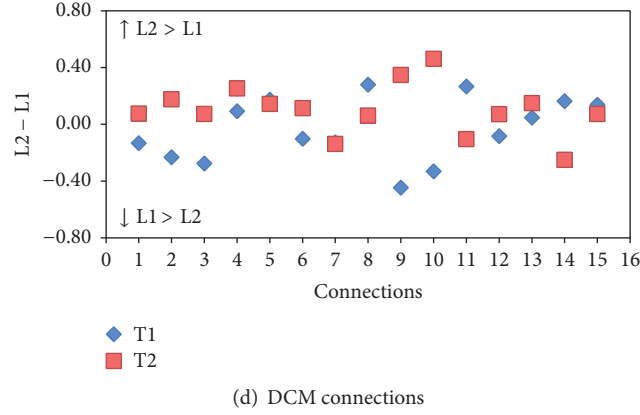 0.80
↑ L2 > L1
0.40
0.00
L2 − L1
−0.40
↓ L1 > L2
−0.80
0 1 2 3 4 5 6 7 8 9 10 11 12 13 14 15 16
Connections
T1
T2
(d) DCM connections